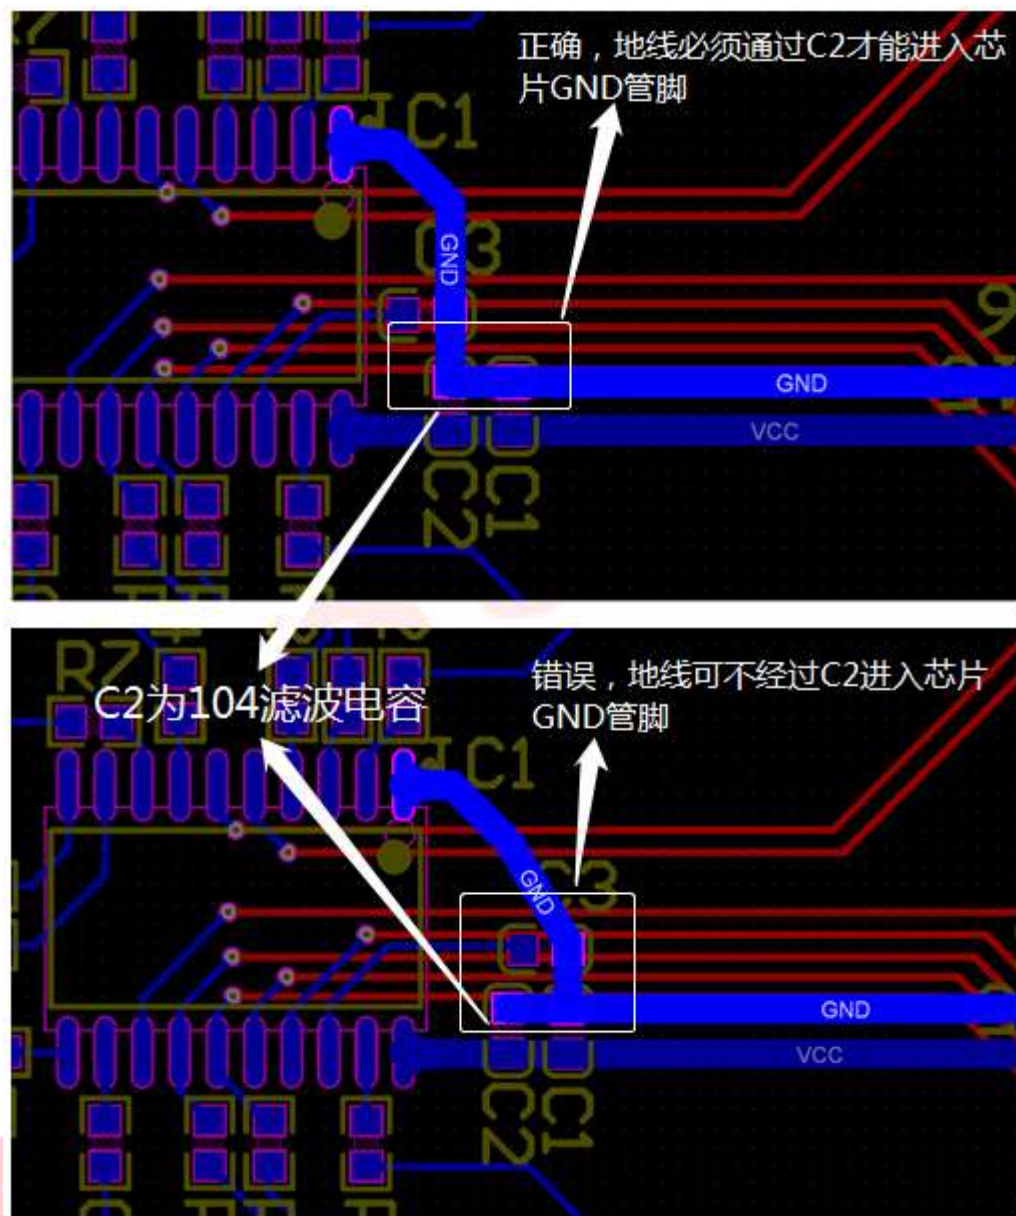 正确，地线必须通过C2才能进入芯
片GND管脚
IC1
GND
C3
9
GND
VCC
C2
C1
R7
C2为104滤波电容
错误，地线可不经过C2进入芯片
GND管脚
IC1
C3
GND
GND
VCC
C2
C1